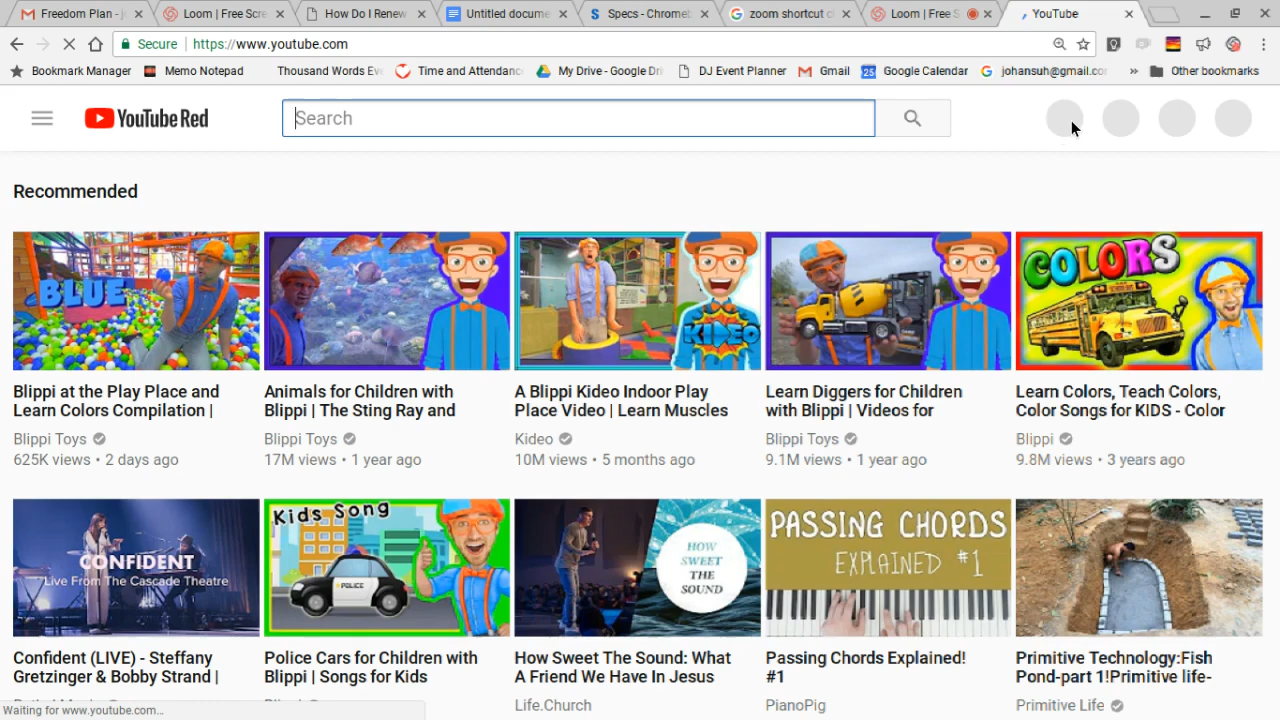 Freedom Plan - j
Loom | Free Scre
How Do I Renew
Untitled docume
Specs - Chromeb
zoom shortcut c
Loom | Free S
YouTube
Secure
https://www.youtube.com
Bookmark Manager
Memo Notepad
Thousand Words Eve
Time and Attendanc
My Drive - Google Dri
DJ Event Planner
Gmail
25
Google Calendar
johansuh@gmail.co
»
Other bookmarks
YouTube Red
Search
Recommended
BLUE
KIDEO
COLORS
Blippi at the Play Place and
Learn Colors Compilation |
Blippi Toys
625K views • 2 days ago
Animals for Children with
Blippi | The Sting Ray and
Blippi Toys
17M views • 1 year ago
A Blippi Kideo Indoor Play
Place Video | Learn Muscles
Kideo
10M views • 5 months ago
Learn Diggers for Children
with Blippi | Videos for
Blippi Toys
9.1M views • 1 year ago
Learn Colors, Teach Colors,
Color Songs for KIDS - Color
Blippi
9.8M views • 3 years ago
CONFIDENT
Live From The Cascade Theatre
Kids Song
POLICE
HOW
SWEET
THE
SOUND
PASSING CHORDS
EXPLAINED #1
Confident (LIVE) - Steffany
Gretzinger & Bobby Strand |
Police Cars for Children with
Blippi | Songs for Kids
How Sweet The Sound: What
A Friend We Have In Jesus
Life.Church
Passing Chords Explained!
#1
PianoPig
Primitive Technology:Fish
Pond-part 1!Primitive life-
Primitive Life
Waiting for www.youtube.com...